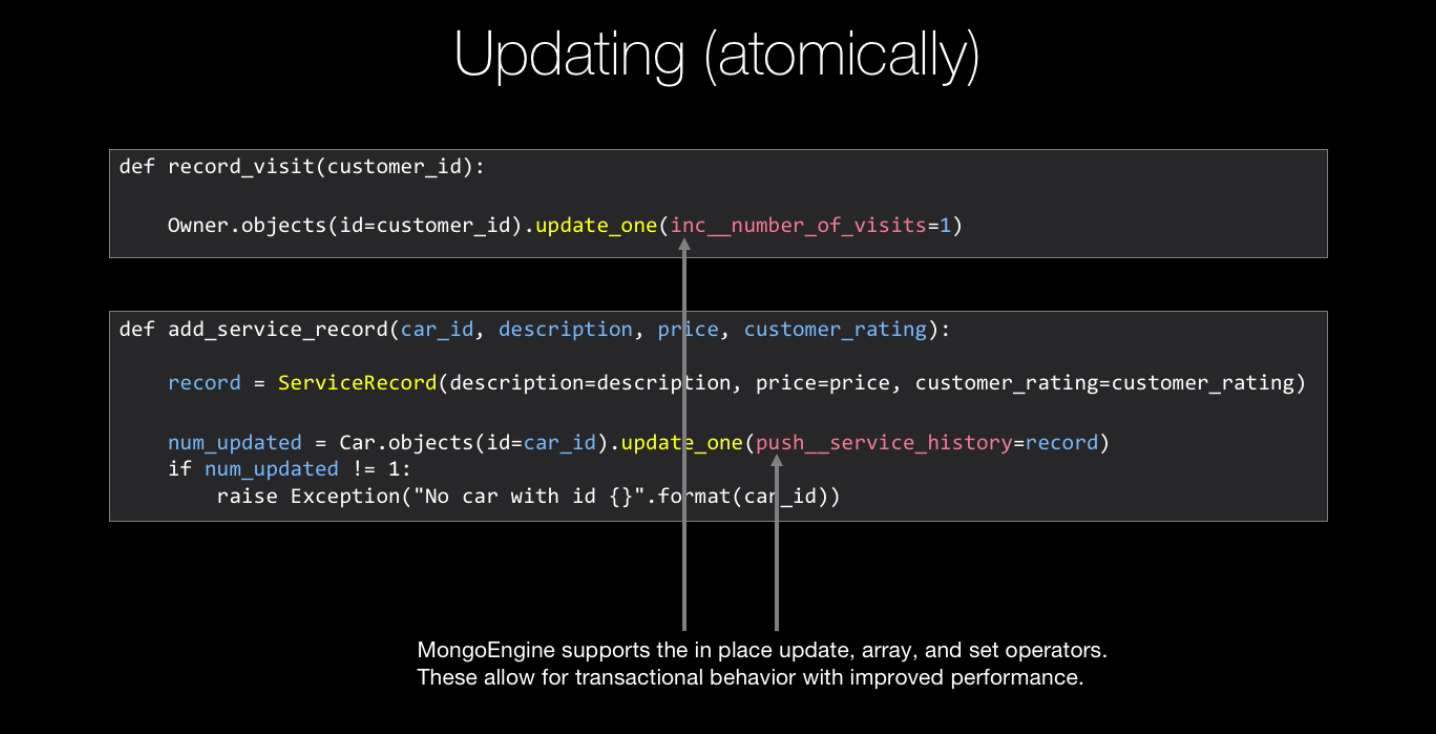 Updating (atomically)
def record_visit(customer_id):
    Owner.objects(id=customer_id).update_one(inc__number_of_visits=1)
def add_service_record(car_id, description, price, customer_rating):
    record = ServiceRecord(description=description, price=price, customer_rating=customer_rating)
    num_updated = Car.objects(id=car_id).update_one(push__service_history=record)
    if num_updated != 1:
        raise Exception("No car with id {}".format(car_id))
MongoEngine supports the in place update, array, and set operators.
These allow for transactional behavior with improved performance.